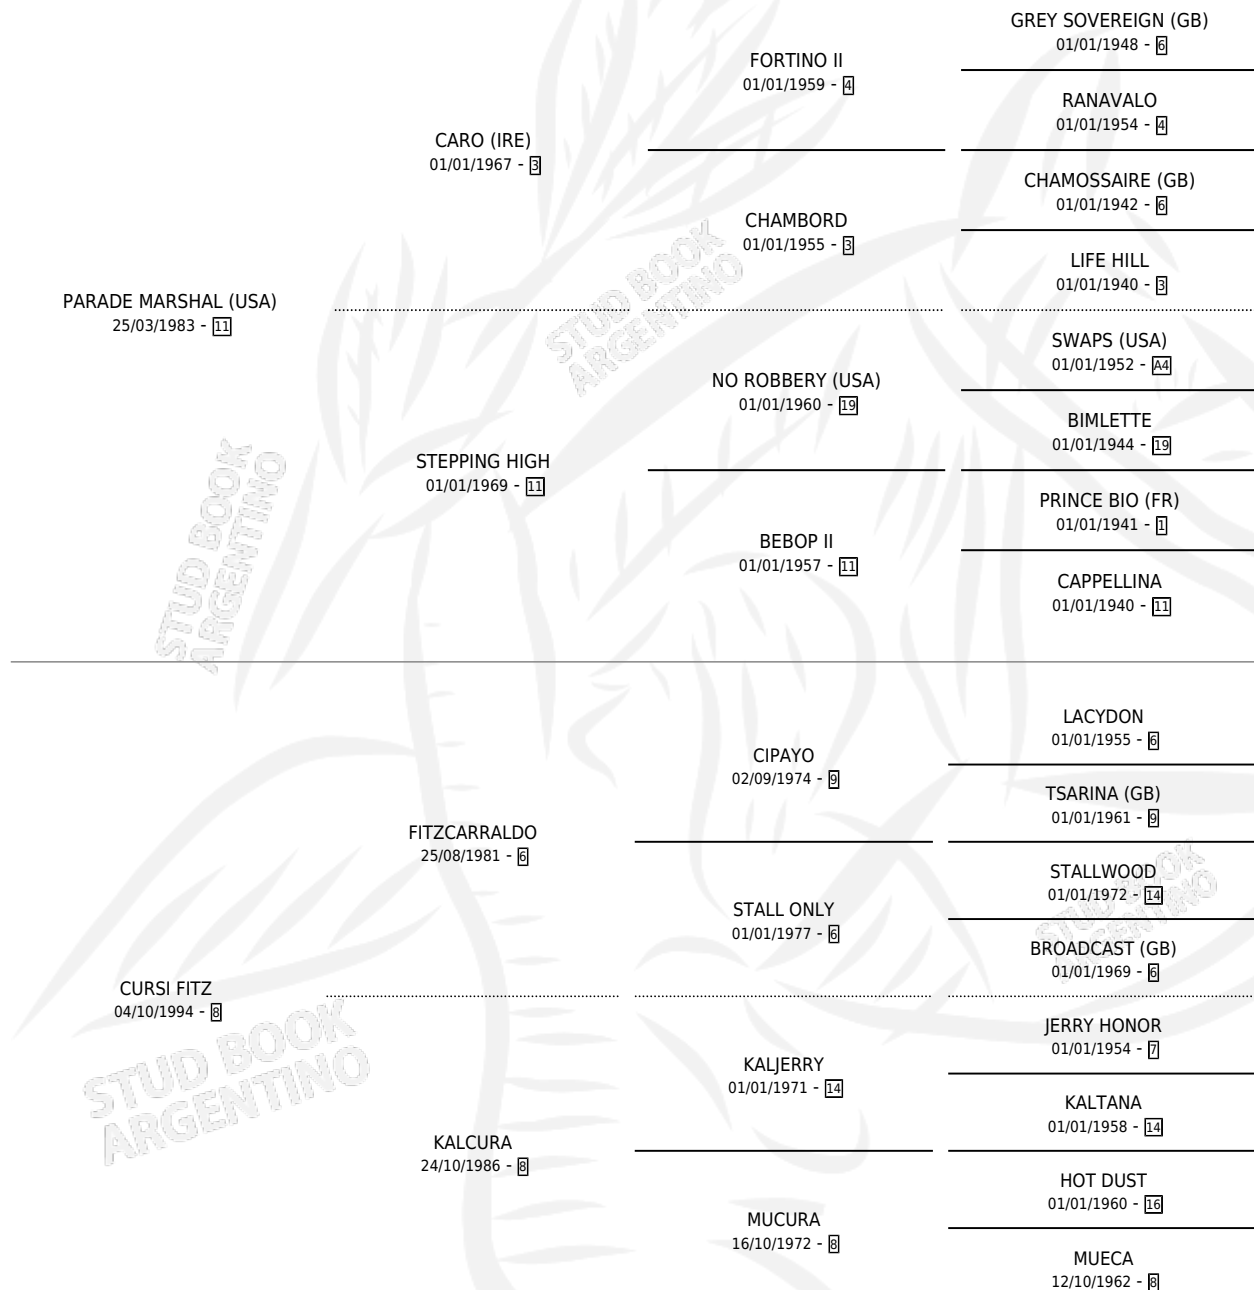 GREY SOVEREIGN (GB)
01/01/1948 - 6
FORTINO II
01/01/1959 - 4
RANAVALO
01/01/1954 - 4
CARO (IRE)
01/01/1967 - 3
CHAMOSSAIRE (GB)
01/01/1942 - 6
CHAMBORD
01/01/1955 - 3
LIFE HILL
01/01/1940 - 3
PARADE MARSHAL (USA)
25/03/1983 - 11
SWAPS (USA)
01/01/1952 - A4
NO ROBBERY (USA)
01/01/1960 - 19
BIMLETTE
01/01/1944 - 19
STEPPING HIGH
01/01/1969 - 11
PRINCE BIO (FR)
01/01/1941 - 1
BEBOP II
01/01/1957 - 11
CAPPELLINA
01/01/1940 - 11
LACYDON
01/01/1955 - 6
CIPAYO
02/09/1974 - 9
TSARINA (GB)
01/01/1961 - 9
FITZCARRALDO
25/08/1981 - 6
STALLWOOD
01/01/1972 - 14
STALL ONLY
01/01/1977 - 6
BROADCAST (GB)
01/01/1969 - 6
CURSI FITZ
04/10/1994 - 8
JERRY HONOR
01/01/1954 - 7
KALJERRY
01/01/1971 - 14
KALTANA
01/01/1958 - 14
KALCURA
24/10/1986 - 8
HOT DUST
01/01/1960 - 16
MUCURA
16/10/1972 - 8
MUECA
12/10/1962 - 8
STUD BOOK
ARGENTINO
STUD BOOK
ARGENTINO
STUD BOOK
ARGENTINO
STUD BOOK
ARGENTINO